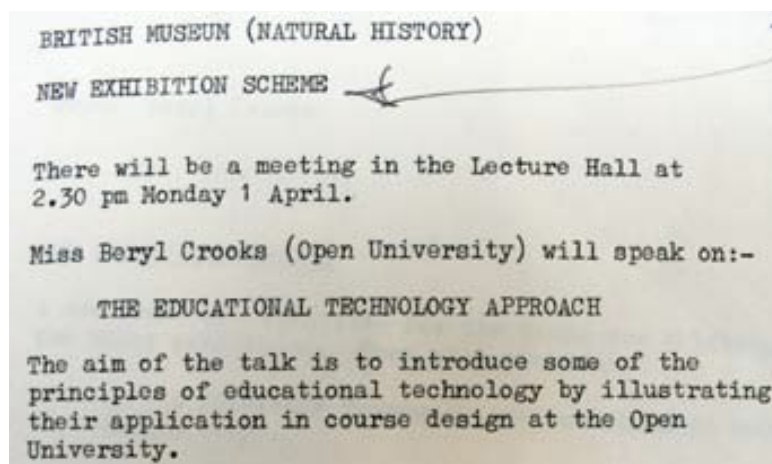 BRITISH MUSEUM (NATURAL HISTORY)
NEW EXHIBITION SCHEME
There will be a meeting in the Lecture Hall at
2.30 pm Monday 1 April.
Miss Beryl Crooks (Open University) will speak on:-
THE EDUCATIONAL TECHNOLOGY APPROACH
The aim of the talk is to introduce some of the
principles of educational technology by illustrating
their application in course design at the Open
University.